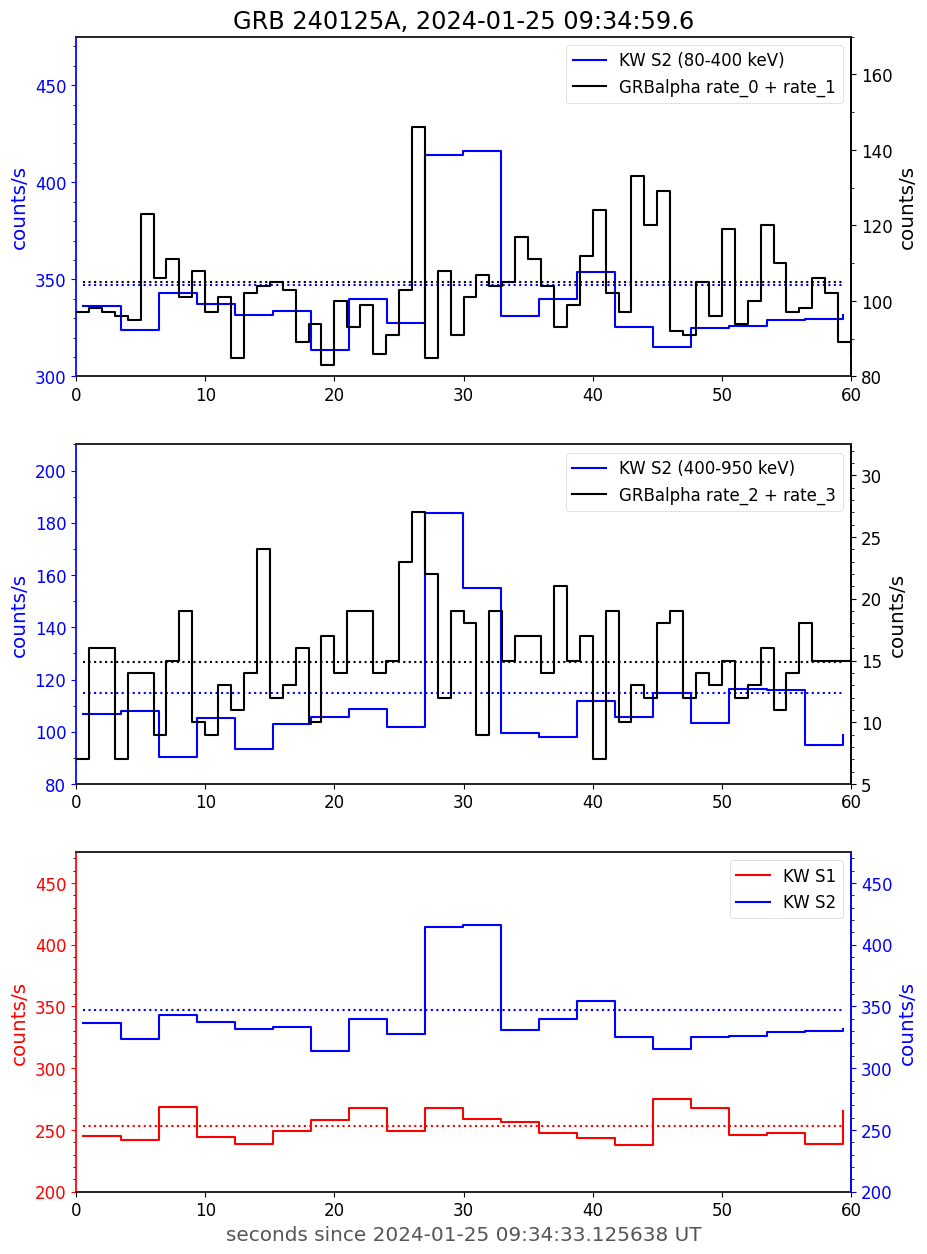 GRB 240125A, 2024-01-25 09:34:59.6
KW S2 (80-400 keV)
GRBalpha rate_0 + rate_1
450
400
350
300
counts/s
160
140
120
100
80
counts/s
0 10 20 30 40 50 60
KW S2 (400-950 keV)
GRBalpha rate_2 + rate_3
200
180
160
140
120
100
80
counts/s
30
25
20
15
10
5
counts/s
0 10 20 30 40 50 60
KW S1
KW S2
450
400
350
300
250
200
counts/s
450
400
350
300
250
200
counts/s
0 10 20 30 40 50 60
seconds since 2024-01-25 09:34:33.125638 UT